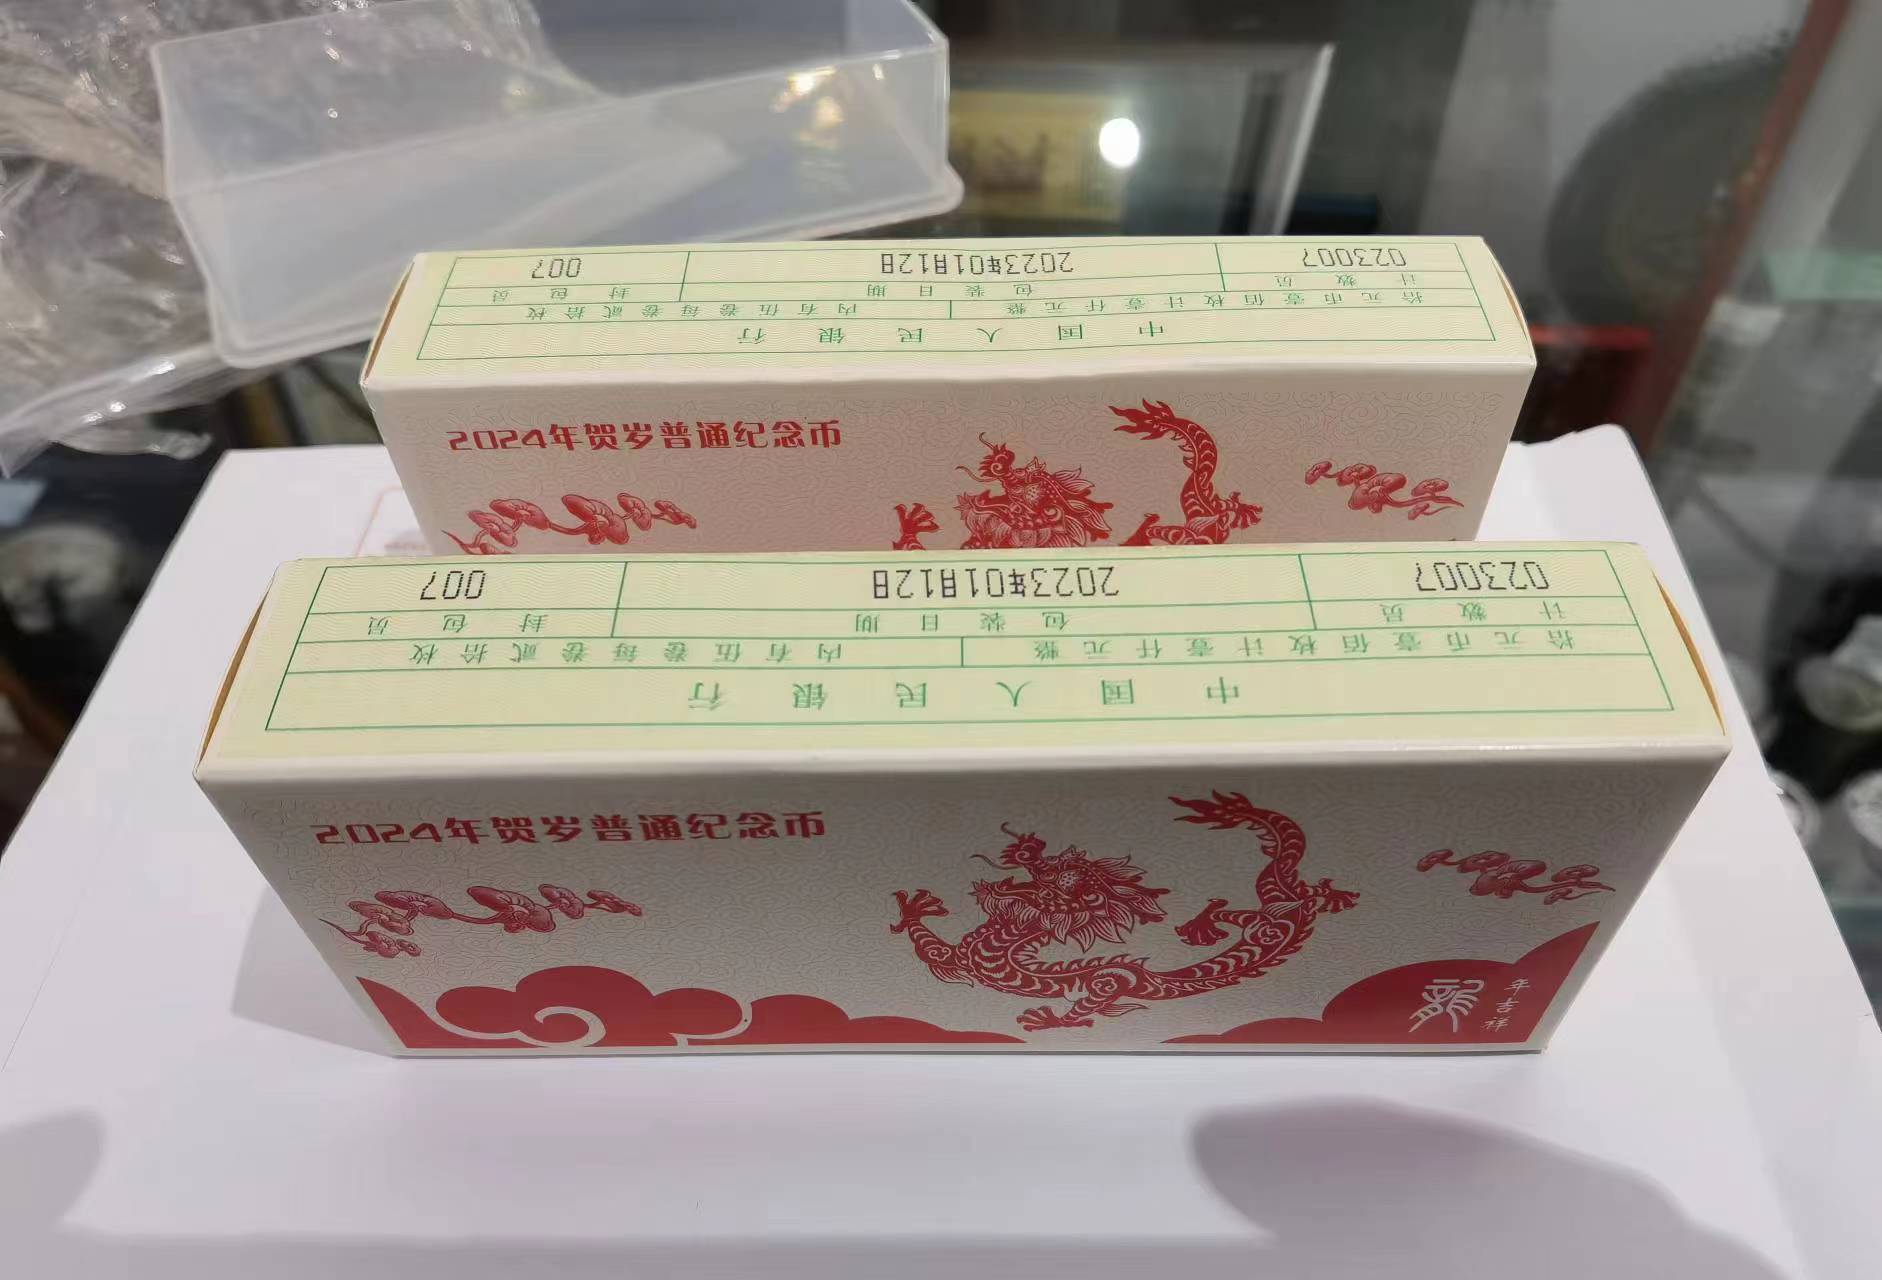 中国人民银行
拾元币壹佰枚计壹仟元整 内有伍卷每卷贰拾枚
计数员 包装日期 封包员
023007 2023年01月12日 007
2024年贺岁普通纪念币
中国人民银行
拾元币壹佰枚计壹仟元整 内有伍卷每卷贰拾枚
计数员 包装日期 封包员
023007 2023年01月12日 007
2024年贺岁普通纪念币
龍年吉祥